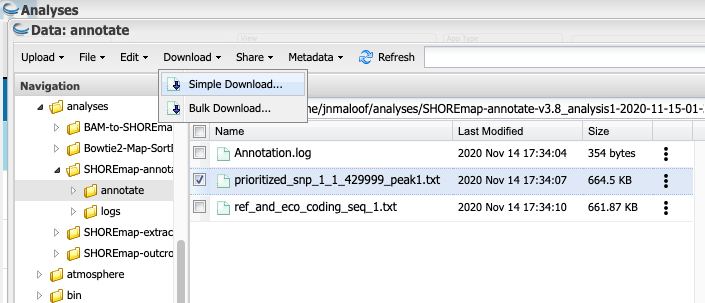 Analyses
Data: annotate
Upload File Edit Download Share Metadata Refresh
Simple Download...
Bulk Download...
Navigation
me/jnmaloof/analyses/SHOREmap-annotate-v3.8_analysis1-2020-11-15-01-
analyses
BAM-to-SHOREma
Bowtie2-Map-SortB
SHOREmap-annota
annotate
logs
SHOREmap-extrac
SHOREmap-outcro
atmosphere
bin
Name Last Modified Size
Annotation.log 2020 Nov 14 17:34:04 354 bytes
prioritized_snp_1_1_429999_peak1.txt 2020 Nov 14 17:34:07 664.5 KB
ref_and_eco_coding_seq_1.txt 2020 Nov 14 17:34:10 661.87 KB